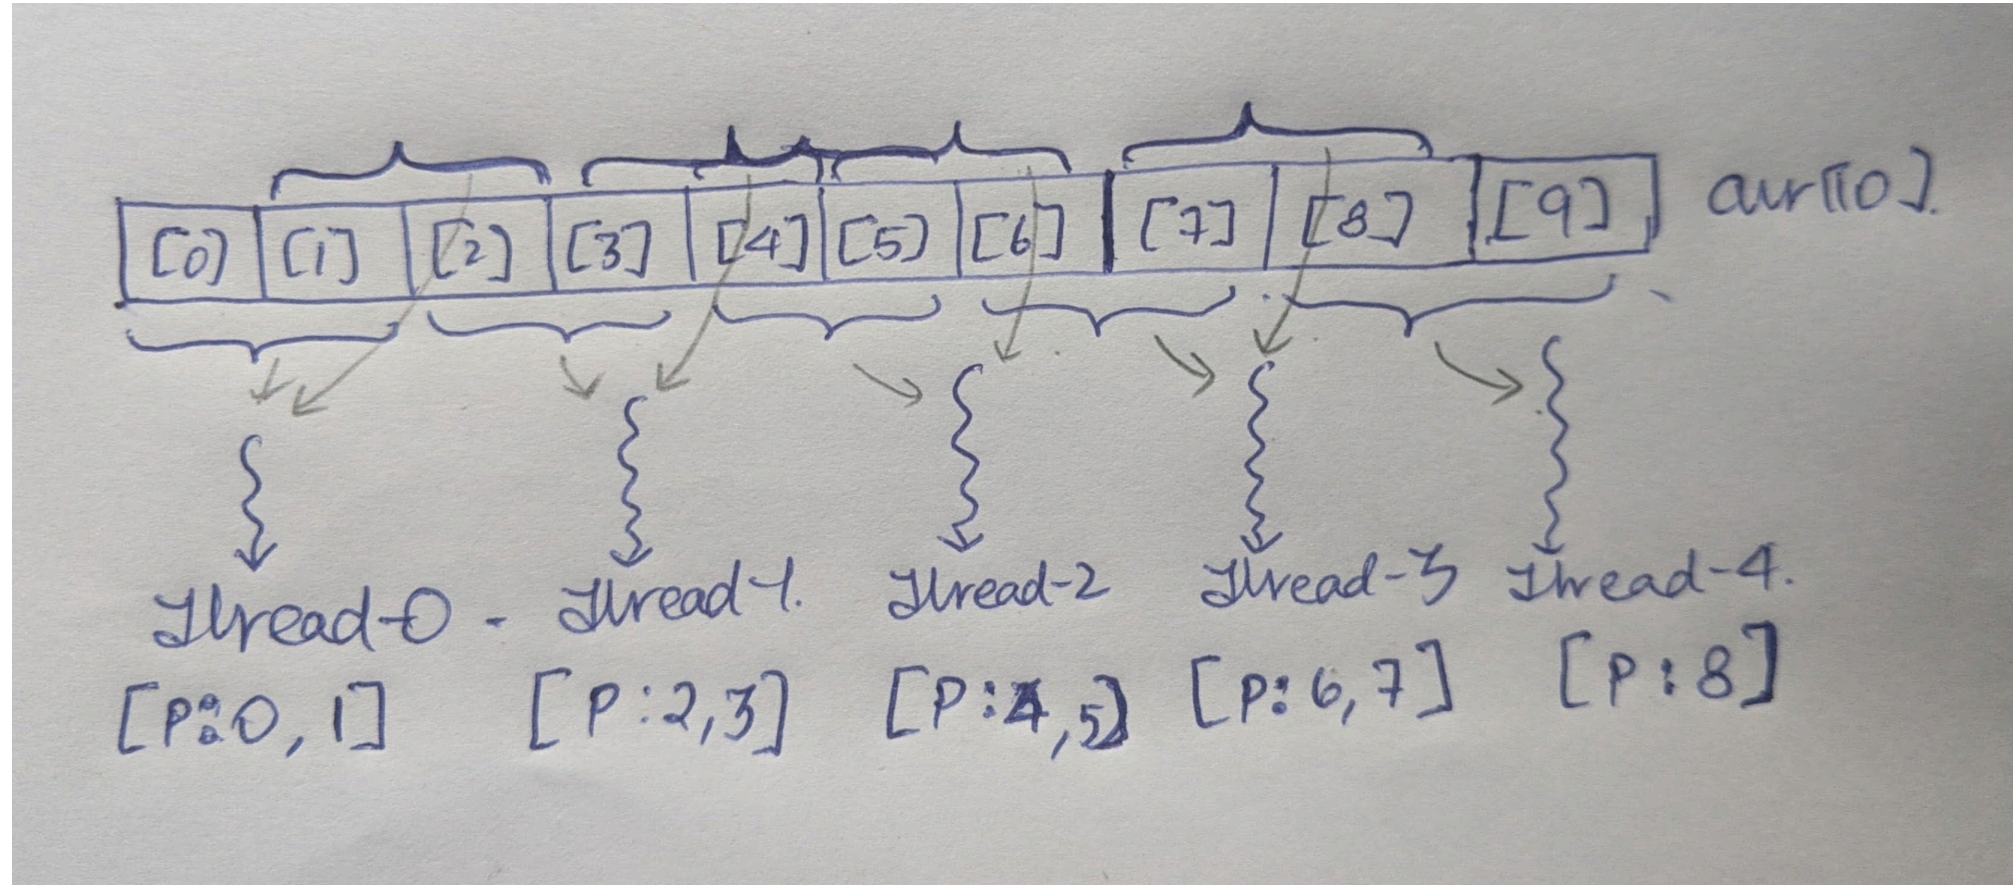 [0] [1] [2] [3] [4] [5] [6] [7] [8] [9] arr[10].
Thread-0 - Thread-1. Thread-2 Thread-3 Thread-4.
[P:0,1] [P:2,3] [P:4,5] [P:6,7] [P:8]